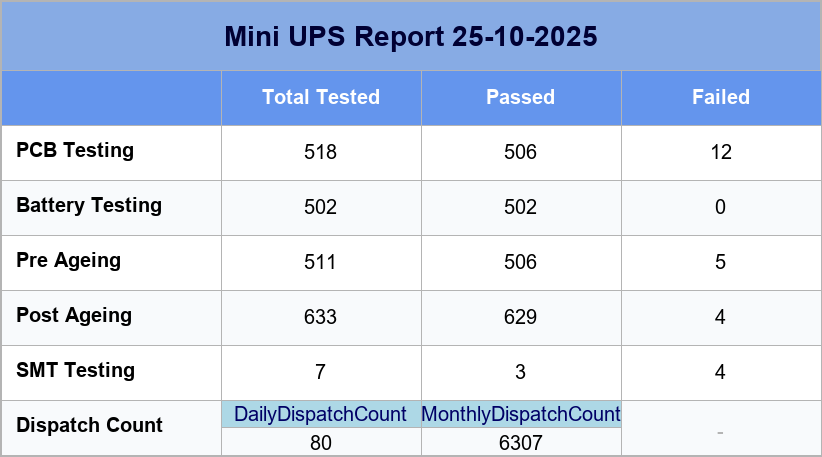 Mini UPS Report 25-10-2025
Total Tested Passed Failed
PCB Testing 518 506 12
Battery Testing 502 502 0
Pre Ageing 511 506 5
Post Ageing 633 629 4
SMT Testing 7 3 4
DailyDispatchCount MonthlyDispatchCount
Dispatch Count 80 6307 -